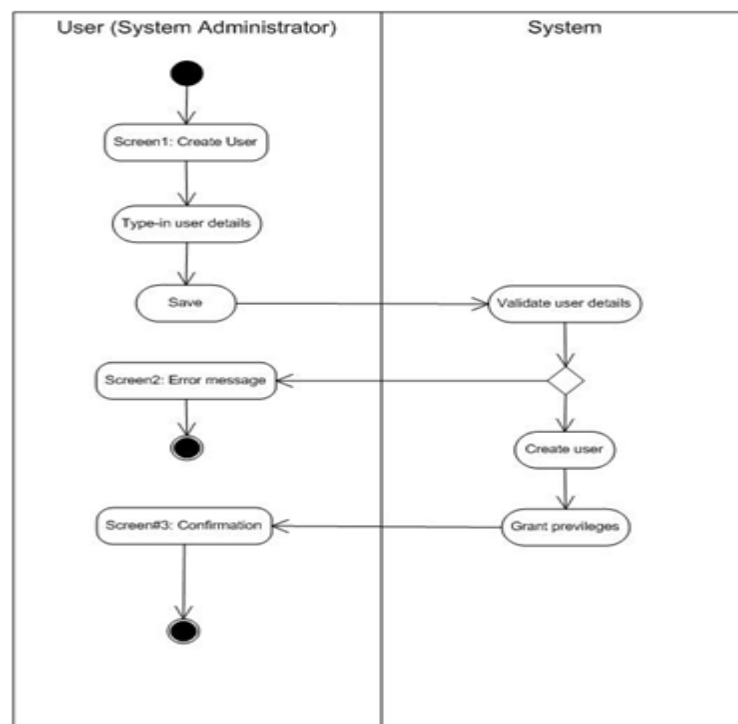 User (System Administrator)
System
Screen1: Create User
Type-in user details
Save
Validate user details
Screen2: Error message
Create user
Screen#3: Confirmation
Grant previleges